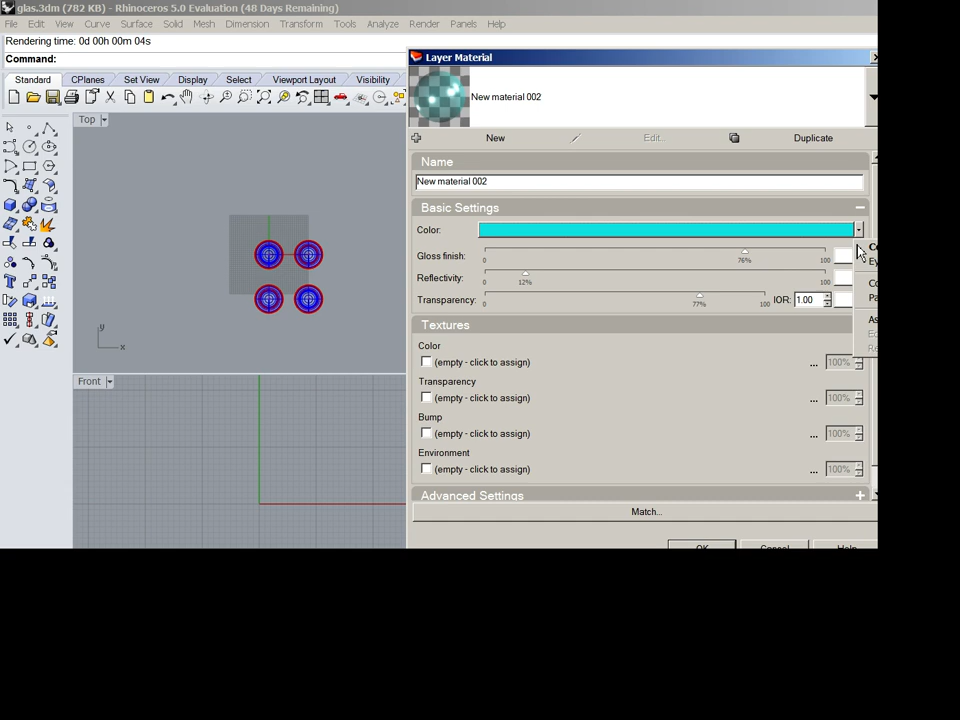 glas.3dm (782 KB) - Rhinoceros 5.0 Evaluation (48 Days Remaining)
File Edit View Curve Surface Solid Mesh Dimension Transform Tools Analyze Render Panels Help
Rendering time: 0d 00h 00m 04s
Command:
Layer Material
Standard CPlanes Set View Display Select Viewport Layout Visibility
New material 002
Top
New Edit... Duplicate
Name
New material 002
Basic Settings
Color:
Gloss finish: 0 76% 100
Reflectivity: 0 12% 100
Transparency: 0 77% 100 IOR: 1.00
Textures
Color
(empty - click to assign) ... 100%
Transparency
(empty - click to assign) ... 100%
Bump
(empty - click to assign) ... 100%
Environment
(empty - click to assign) ... 100%
y
x
Front
Advanced Settings
Match...
OK Cancel Help